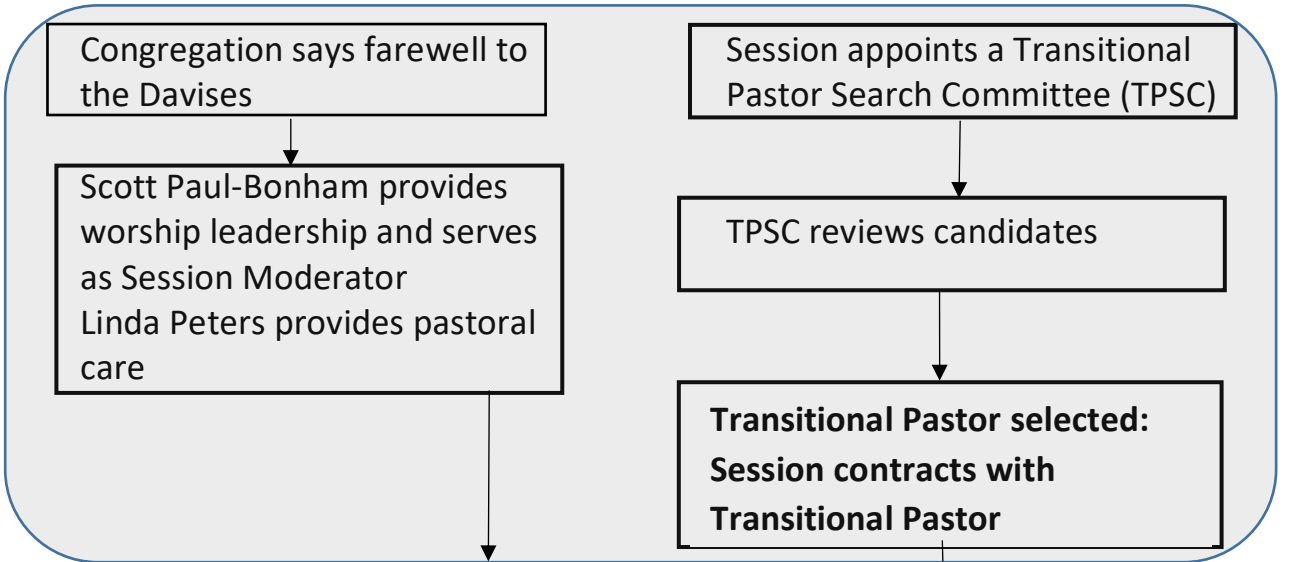 Congregation says farewell to
the Davises
Scott Paul-Bonham provides
worship leadership and serves
as Session Moderator
Linda Peters provides pastoral
care
Session appoints a Transitional
Pastor Search Committee (TPSC)
TPSC reviews candidates
Transitional Pastor selected:
Session contracts with
Transitional Pastor